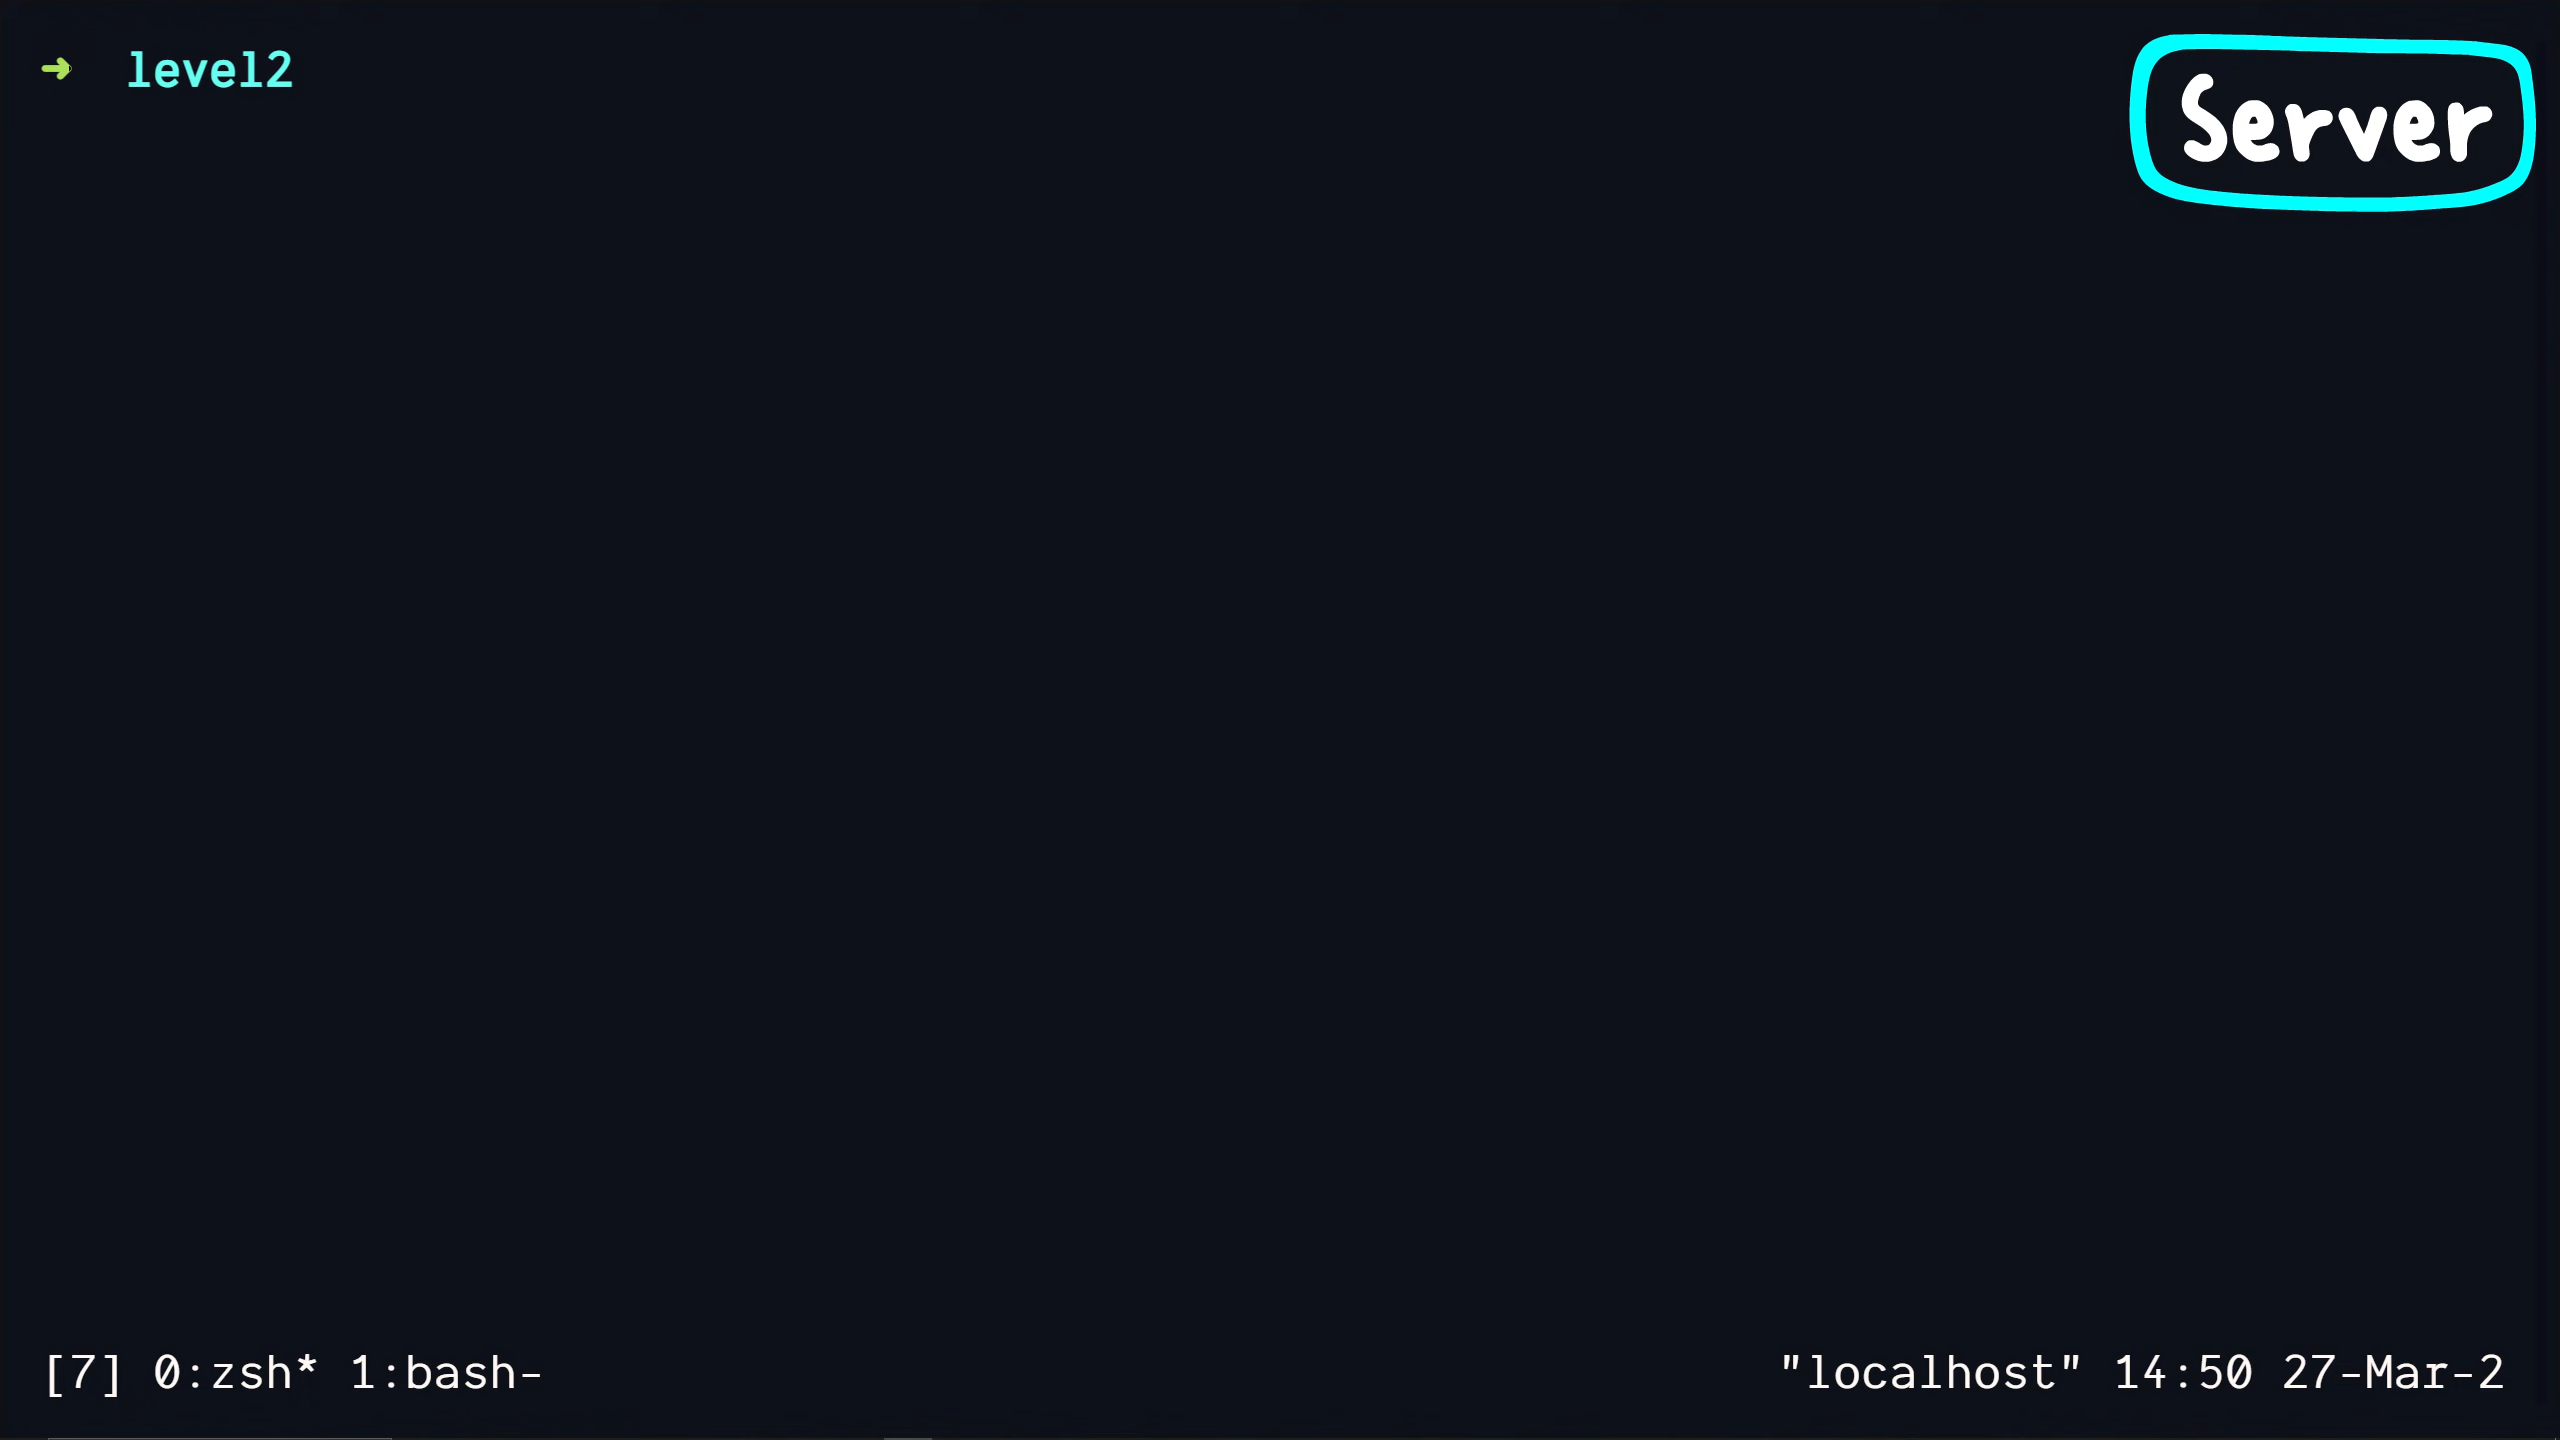 ➜ level2
Server
[7] 0:zsh* 1:bash- "localhost" 14:50 27-Mar-2